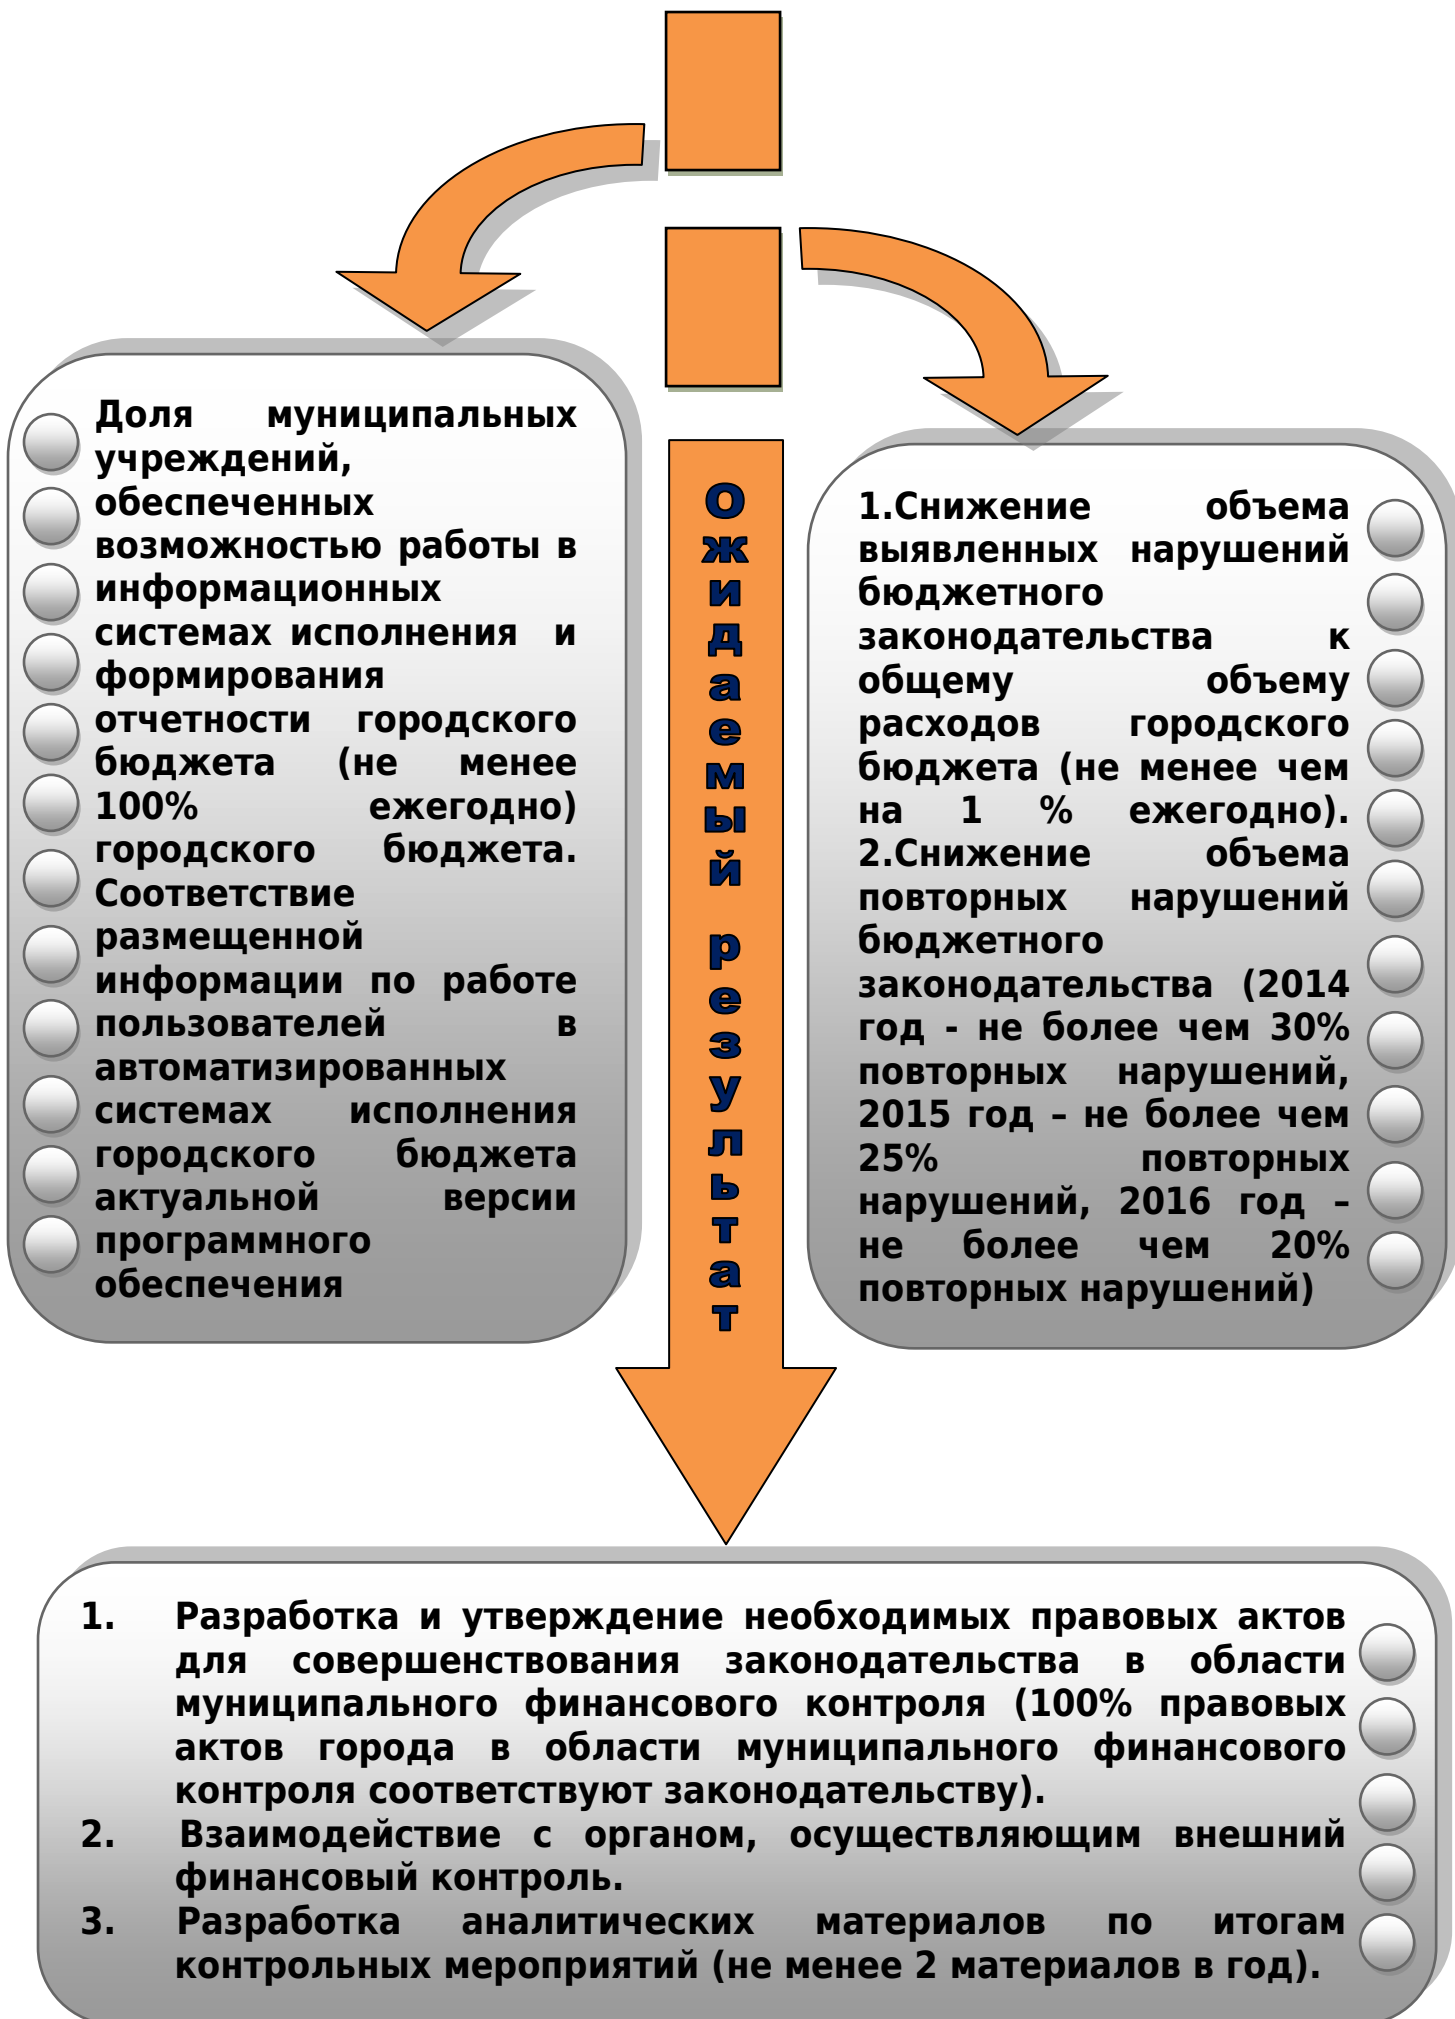 Доля муниципальных
учреждений,
обеспеченных
возможностью работы в
информационных
системах исполнения и
формирования
отчетности городского
бюджета (не менее
100% ежегодно)
городского бюджета.
Соответствие
размещенной
информации по работе
пользователей в
автоматизированных
системах исполнения
городского бюджета
актуальной версии
программного
обеспечения
Ожидаемый результат
1.Снижение объема
выявленных нарушений
бюджетного
законодательства к
общему объему
расходов городского
бюджета (не менее чем
на 1 % ежегодно).
2.Снижение объема
повторных нарушений
бюджетного
законодательства (2014
год - не более чем 30%
повторных нарушений,
2015 год – не более чем
25% повторных
нарушений, 2016 год –
не более чем 20%
повторных нарушений)
1. Разработка и утверждение необходимых правовых актов
для совершенствования законодательства в области
муниципального финансового контроля (100% правовых
актов города в области муниципального финансового
контроля соответствуют законодательству).
2. Взаимодействие с органом, осуществляющим внешний
финансовый контроль.
3. Разработка аналитических материалов по итогам
контрольных мероприятий (не менее 2 материалов в год).